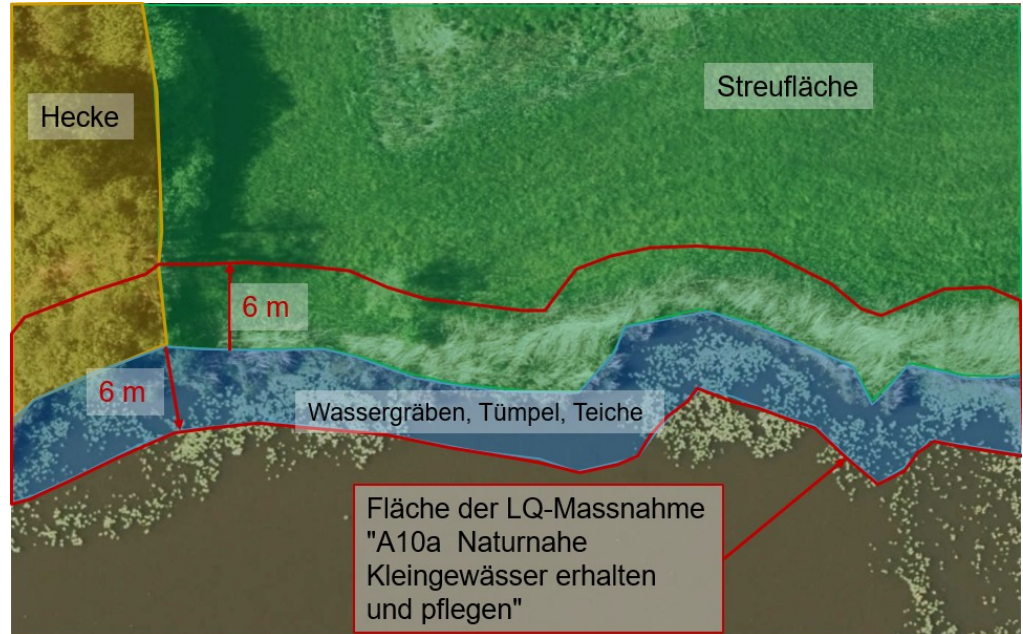 Hecke
Streufläche
6 m
6 m
Wassergräben, Tümpel, Teiche
Fläche der LQ-Massnahme
"A10a Naturnahe
Kleingewässer erhalten
und pflegen"